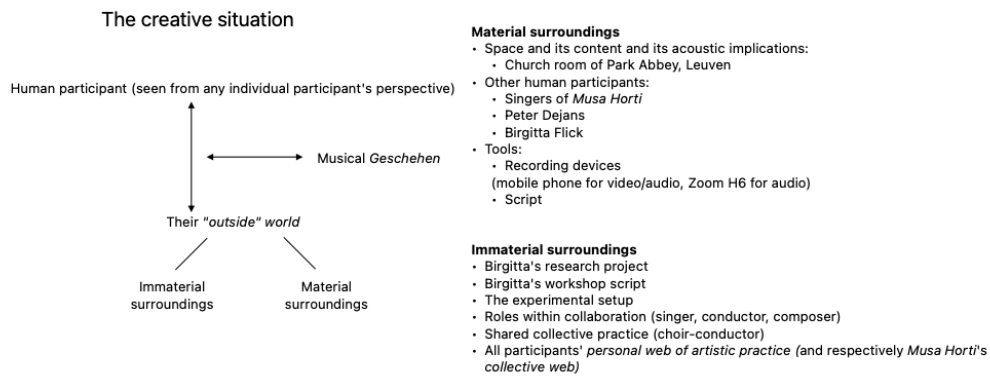 The creative situation
Human participant (seen from any individual participant's perspective)
Musical Geschehen
Their "outside" world
Immaterial
surroundings
Material
surroundings
Material surroundings
• Space and its content and its acoustic implications:
• Church room of Park Abbey, Leuven
• Other human participants:
• Singers of Musa Horti
• Peter Dejans
• Birgitta Flick
• Tools:
• Recording devices
(mobile phone for video/audio, Zoom H6 for audio)
• Script
Immaterial surroundings
• Birgitta's research project
• Birgitta's workshop script
• The experimental setup
• Roles within collaboration (singer, conductor, composer)
• Shared collective practice (choir-conductor)
• All participants' personal web of artistic practice (and respectively Musa Horti's
collective web)